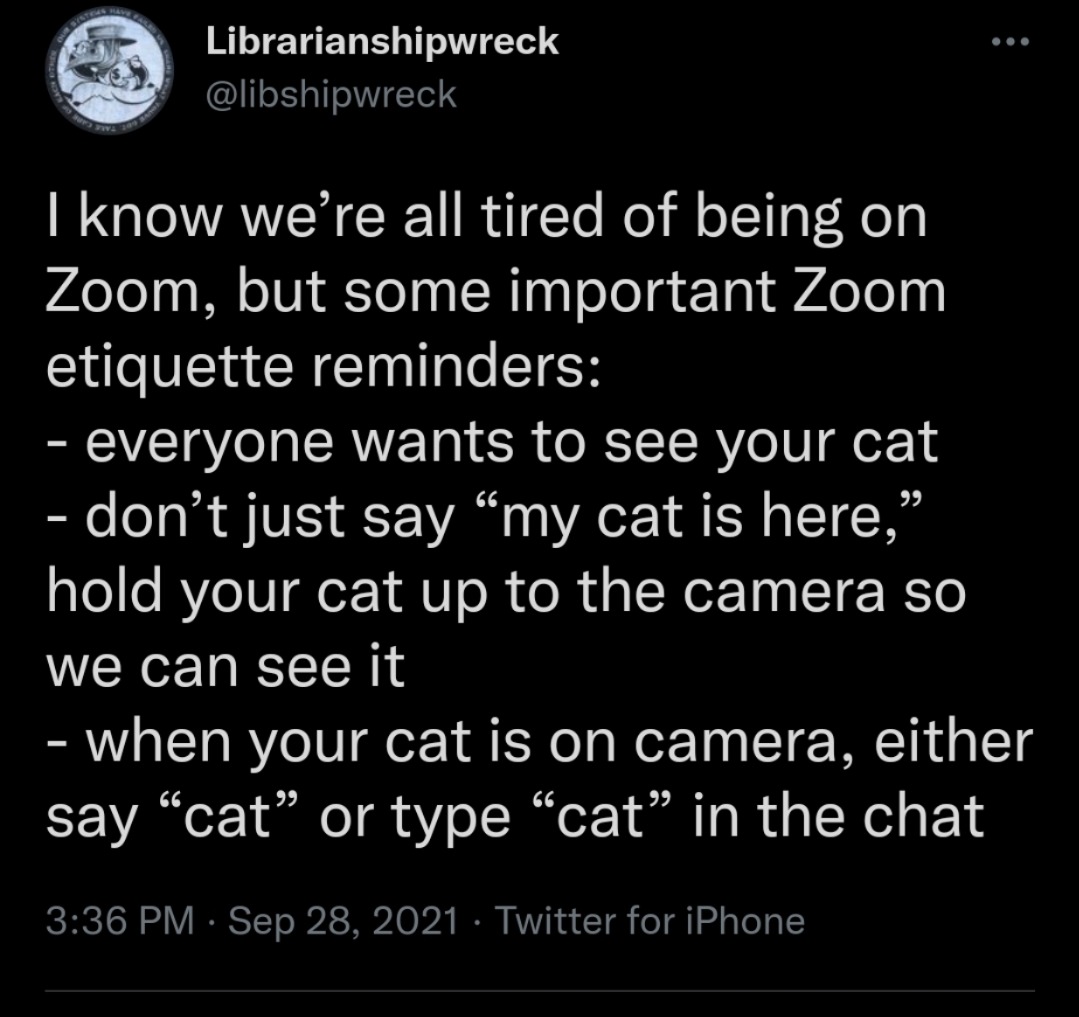 Librarianshipwreck
@libshipwreck
I know we’re all tired of being on
Zoom, but some important Zoom
etiquette reminders:
- everyone wants to see your cat
- don’t just say “my cat is here,”
hold your cat up to the camera so
we can see it
- when your cat is on camera, either
say “cat” or type “cat” in the chat
3:36 PM · Sep 28, 2021 · Twitter for iPhone